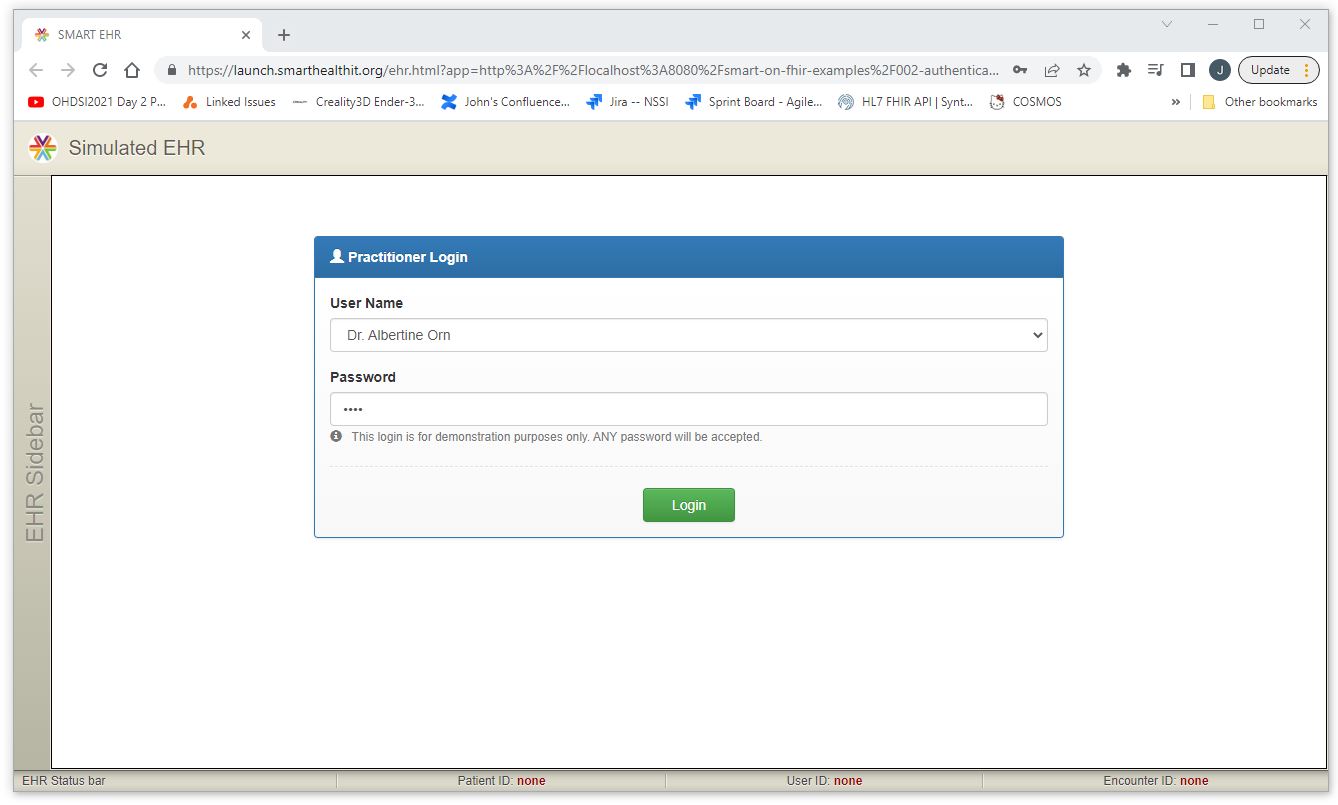 SMART EHR
https://launch.smarthealthit.org/ehr.html?app=http%3A%2F%2Flocalhost%3A8080%2Fsmart-on-fhir-examples%2F002-authentica...
J
Update
OHDSI2021 Day 2 P...
Linked Issues
Creality3D Ender-3...
John's Confluence...
Jira -- NSSI
Sprint Board - Agile...
HL7 FHIR API | Synt...
COSMOS
»
Other bookmarks
Simulated EHR
EHR Sidebar
Practitioner Login
User Name
Dr. Albertine Orn
Password
••••
This login is for demonstration purposes only. ANY password will be accepted.
Login
EHR Status bar
Patient ID: none
User ID: none
Encounter ID: none